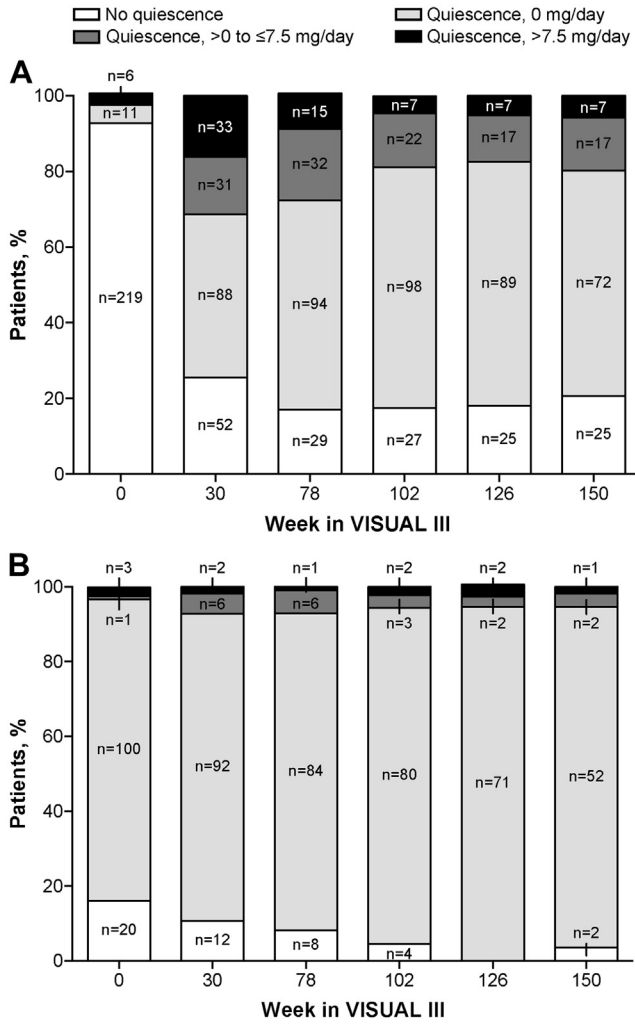 No quiescence
Quiescence, 0 mg/day
Quiescence, >0 to ≤7.5 mg/day
Quiescence, >7.5 mg/day
A
n=6
100
80
60
40
20
0
Patients, %
n=11
n=219
n=33
n=31
n=88
n=52
n=15
n=32
n=94
n=29
n=7
n=22
n=98
n=27
n=7
n=17
n=89
n=25
n=7
n=17
n=72
n=25
0 30 78 102 126 150
Week in VISUAL III
B
n=3 n=2 n=1 n=2 n=2 n=1
100
80
60
40
20
0
Patients, %
n=1
n=100
n=20
n=6
n=92
n=12
n=6
n=84
n=8
n=3
n=80
n=4
n=2
n=71
n=2
n=52
n=2
0 30 78 102 126 150
Week in VISUAL III